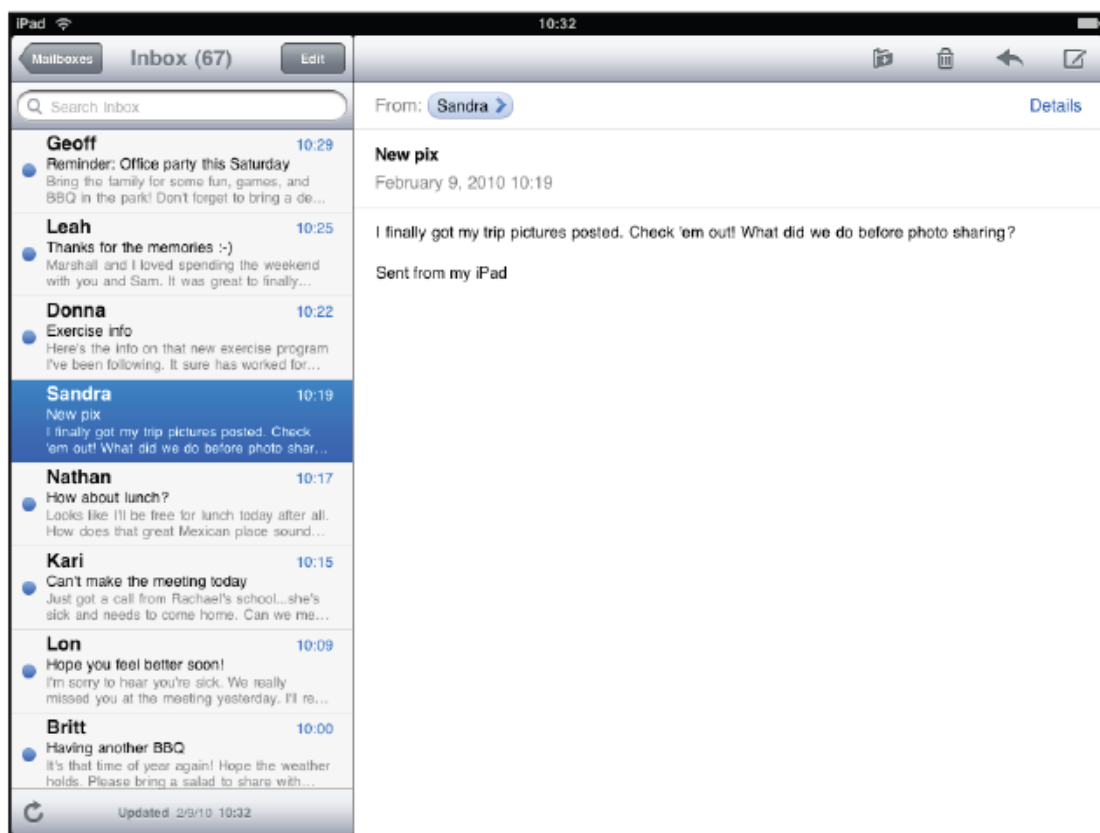 iPad
10:32
Mailboxes
Inbox (67)
Edit
Search Inbox
Geoff 10:29
Reminder: Office party this Saturday
Bring the family for some fun, games, and
BBQ in the park! Don't forget to bring a de...
Leah 10:25
Thanks for the memories :-)
Marshall and I loved spending the weekend
with you and Sam. It was great to finally...
Donna 10:22
Exercise info
Here's the info on that new exercise program
I've been following. It sure has worked for...
Sandra 10:19
New pix
I finally got my trip pictures posted. Check
'em out! What did we do before photo shar...
Nathan 10:17
How about lunch?
Looks like I'll be free for lunch today after all.
How does that great Mexican place sound...
Kari 10:15
Can't make the meeting today
Just got a call from Rachael's school...she's
sick and needs to come home. Can we me...
Lon 10:09
Hope you feel better soon!
I'm sorry to hear you're sick. We really
missed you at the meeting yesterday. I'll re...
Britt 10:00
Having another BBQ
It's that time of year again! Hope the weather
holds. Please bring a salad to share with...
Updated 2/9/10 10:32
From: Sandra
Details
New pix
February 9, 2010 10:19
I finally got my trip pictures posted. Check 'em out! What did we do before photo sharing?
Sent from my iPad